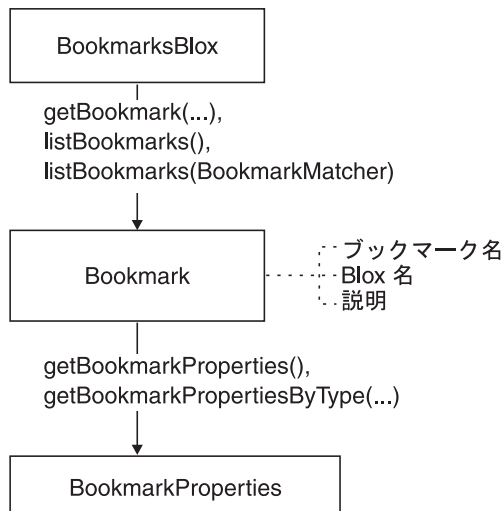 BookmarksBlox
getBookmark(...),
listBookmarks(),
listBookmarks(BookmarkMatcher)
Bookmark
ブックマーク名
Blox 名
説明
getBookmarkProperties(),
getBookmarkPropertiesByType(...)
BookmarkProperties